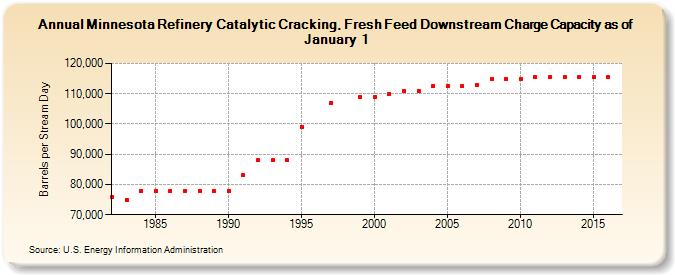 Annual Minnesota Refinery Catalytic Cracking, Fresh Feed Downstream Charge Capacity as of
January 1
Barrels per Stream Day
120,000
110,000
100,000
90,000
80,000
70,000
1985 1990 1995 2000 2005 2010 2015
Source: U.S. Energy Information Administration